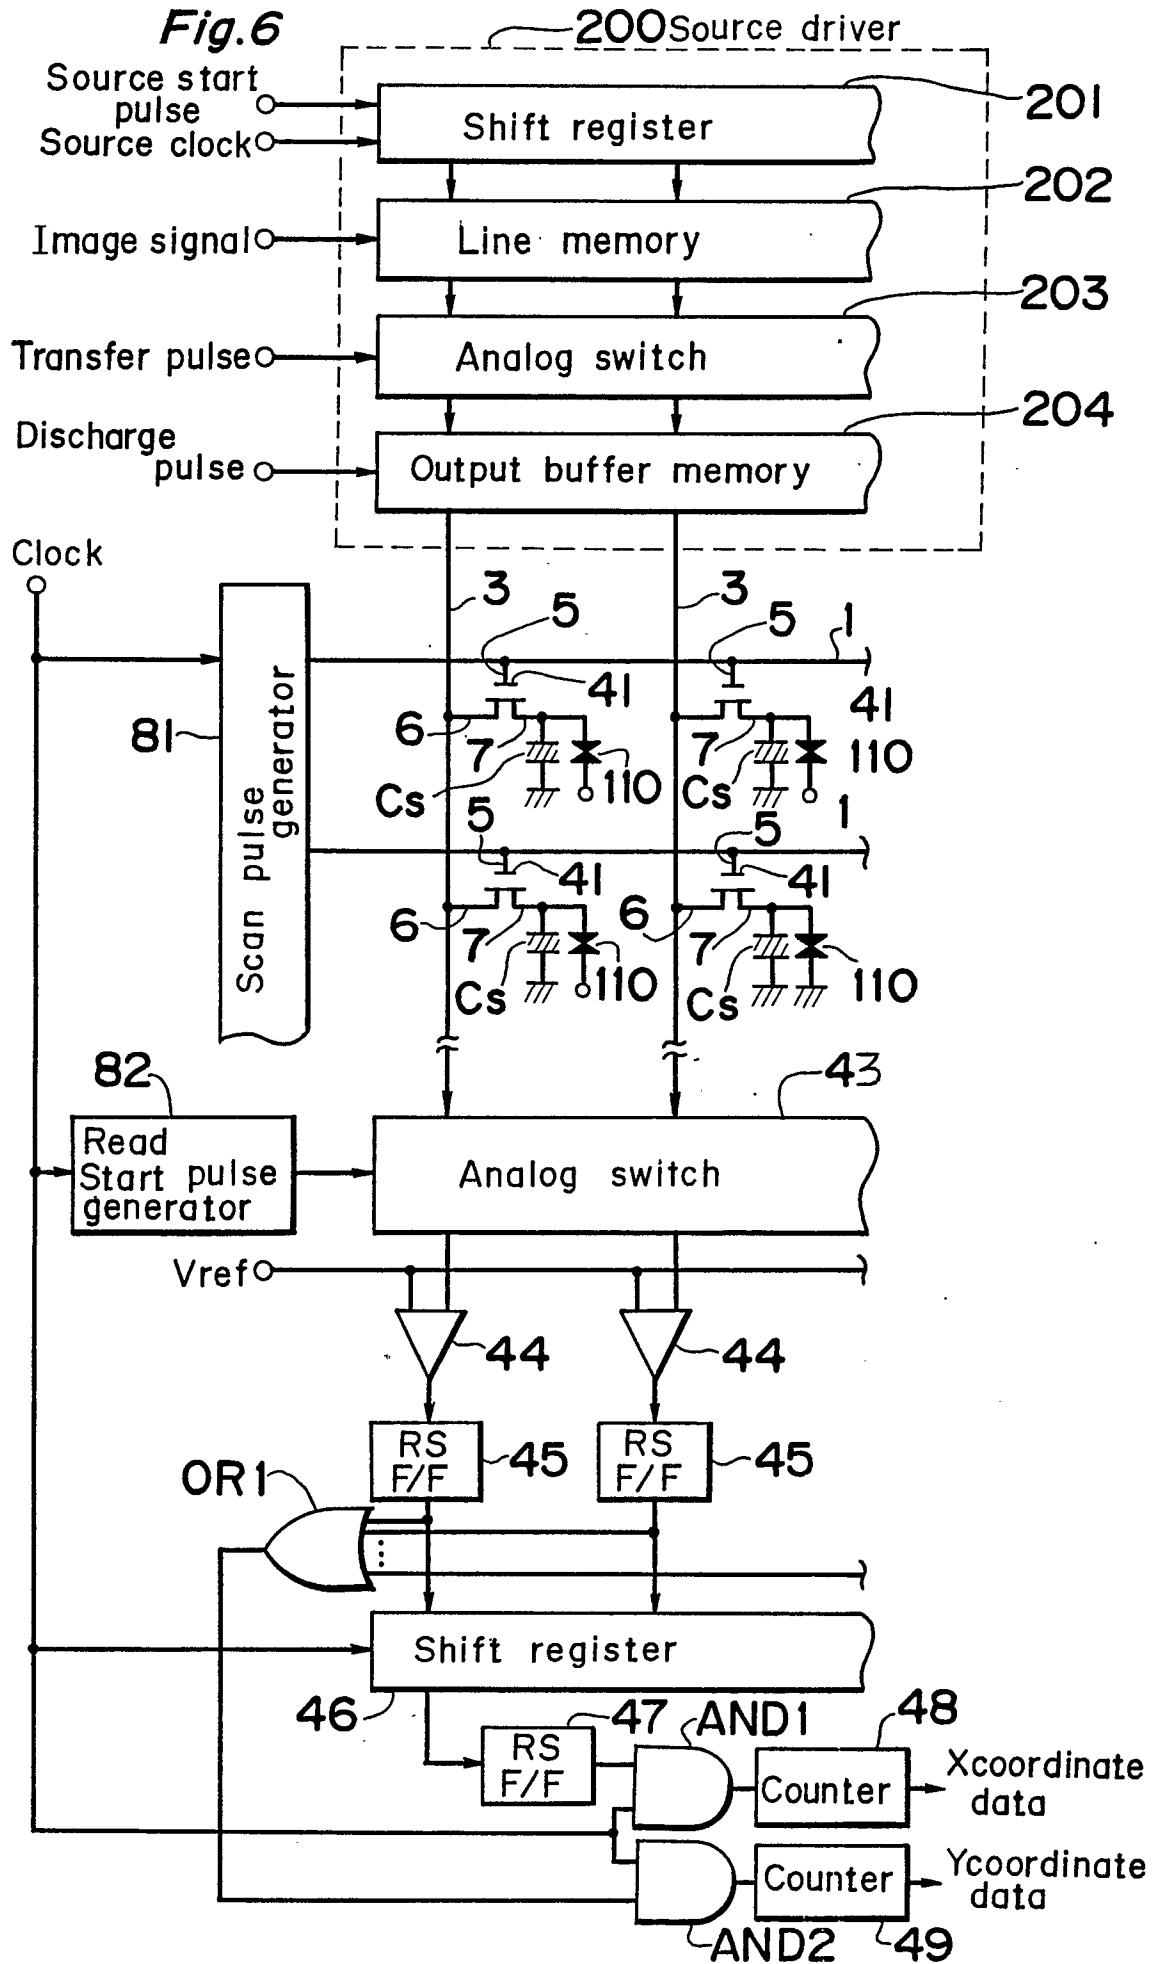 Fig.6
200 Source driver
Source start
pulse
Source clock
201
Shift register
202
Image signal
Line memory
203
Transfer pulse
Analog switch
204
Discharge
pulse
Output buffer memory
Clock
3
3
5
5
1
41
41
81
6
7
7
110
110
Cs
Cs
1
Scan pulse
generator
5
5
41
41
6
7
6
7
Cs
110
Cs
110
82
43
Read
Start pulse
generator
Analog switch
Vref
44
44
RS
F/F
45
RS
F/F
45
OR1
Shift register
46
47
AND1
48
RS
F/F
Counter
Xcoordinate
data
Counter
Ycoordinate
data
AND2
49